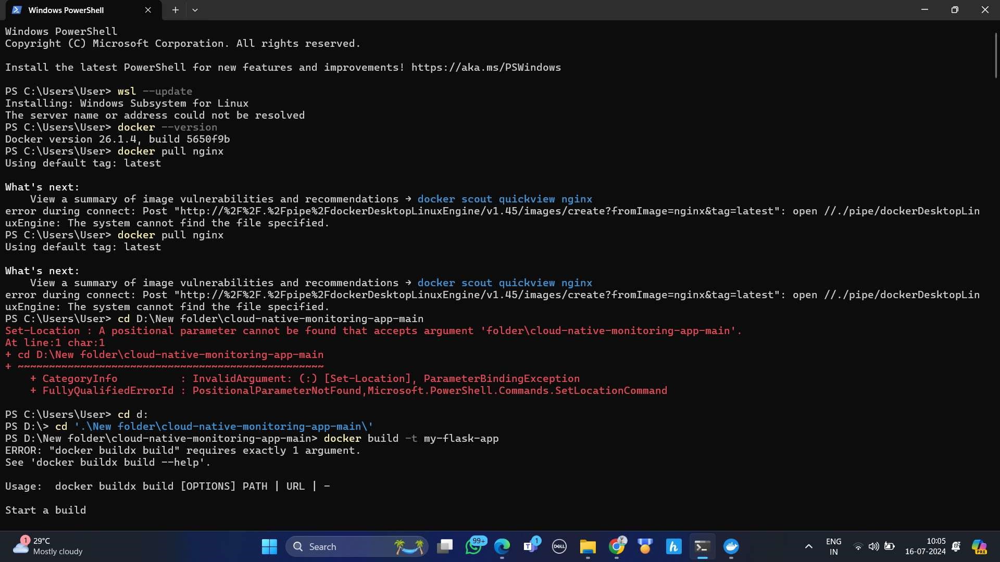 Windows PowerShell
Windows PowerShell
Copyright (C) Microsoft Corporation. All rights reserved.
Install the latest PowerShell for new features and improvements! https://aka.ms/PSWindows
PS C:\Users\User> wsl --update
Installing: Windows Subsystem for Linux
The server name or address could not be resolved
PS C:\Users\User> docker --version
Docker version 26.1.4, build 5650f9b
PS C:\Users\User> docker pull nginx
Using default tag: latest
What's next:
    View a summary of image vulnerabilities and recommendations → docker scout quickview nginx
error during connect: Post "http://%2F%2F.%2Fpipe%2FdockerDesktopLinuxEngine/v1.45/images/create?fromImage=nginx&tag=latest": open //./pipe/dockerDesktopLin
uxEngine: The system cannot find the file specified.
PS C:\Users\User> docker pull nginx
Using default tag: latest
What's next:
    View a summary of image vulnerabilities and recommendations → docker scout quickview nginx
error during connect: Post "http://%2F%2F.%2Fpipe%2FdockerDesktopLinuxEngine/v1.45/images/create?fromImage=nginx&tag=latest": open //./pipe/dockerDesktopLin
uxEngine: The system cannot find the file specified.
PS C:\Users\User> cd D:\New folder\cloud-native-monitoring-app-main
Set-Location : A positional parameter cannot be found that accepts argument 'folder\cloud-native-monitoring-app-main'.
At line:1 char:1
+ cd D:\New folder\cloud-native-monitoring-app-main
+ ~~~~~~~~~~~~~~~~~~~~~~~~~~~~~~~~~~~~~~~~~~~~~~~~~
    + CategoryInfo          : InvalidArgument: (:) [Set-Location], ParameterBindingException
    + FullyQualifiedErrorId : PositionalParameterNotFound,Microsoft.PowerShell.Commands.SetLocationCommand
PS C:\Users\User> cd d:
PS D:\> cd '.\New folder\cloud-native-monitoring-app-main\'
PS D:\New folder\cloud-native-monitoring-app-main> docker build -t my-flask-app
ERROR: "docker buildx build" requires exactly 1 argument.
See 'docker buildx build --help'.
Usage:  docker buildx build [OPTIONS] PATH | URL | -
Start a build
1
29°C
Mostly cloudy
Search
99+
T
1
DELL
h
PRE
ENG
IN
10:05
16-07-2024